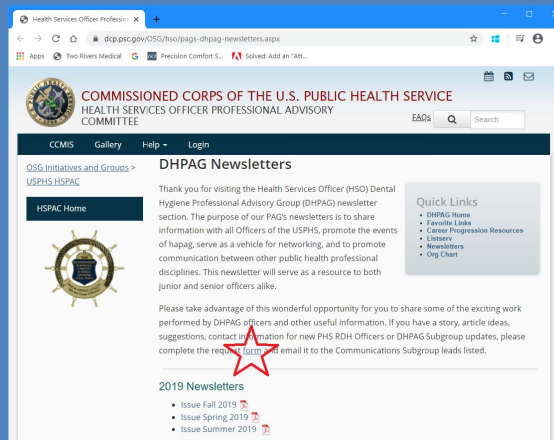 Health Services Officer Profession
dcp.psc.gov/OSG/hso/pags-dhpag-newsletters.aspx
Apps Two Rivers Medical Precision Comfort S... Solved: Add an "Att...
COMMISSIONED CORPS OF THE U.S. PUBLIC HEALTH SERVICE
HEALTH SERVICES OFFICER PROFESSIONAL ADVISORY
COMMITTEE
FAQs Search
CCMIS Gallery Help Login
OSG Initiatives and Groups >
USPHS HSPAC
HSPAC Home
DHPAG Newsletters
Thank you for visiting the Health Services Officer (HSO) Dental
Hygiene Professional Advisory Group (DHPAG) newsletter
section. The purpose of our PAG's newsletters is to share
information with all Officers of the USPHS, promote the events
of hapag, serve as a vehicle for networking, and to promote
communication between other public health professional
disciplines. This newsletter will serve as a resource to both
junior and senior officers alike.
Quick Links
DHPAG Home
Favorite Links
Career Progression Resources
Listserv
Newsletters
Org Chart
Please take advantage of this wonderful opportunity for you to
share some of the exciting work
performed by DHPAG officers and other useful information. If you have a story, article ideas,
suggestions, contact information for new PHS RDH Officers or DHPAG Subgroup updates, please
complete the request form and email it to the Communications Subgroup leads listed.
2019 Newsletters
Issue Fall 2019
Issue Spring 2019
Issue Summer 2019